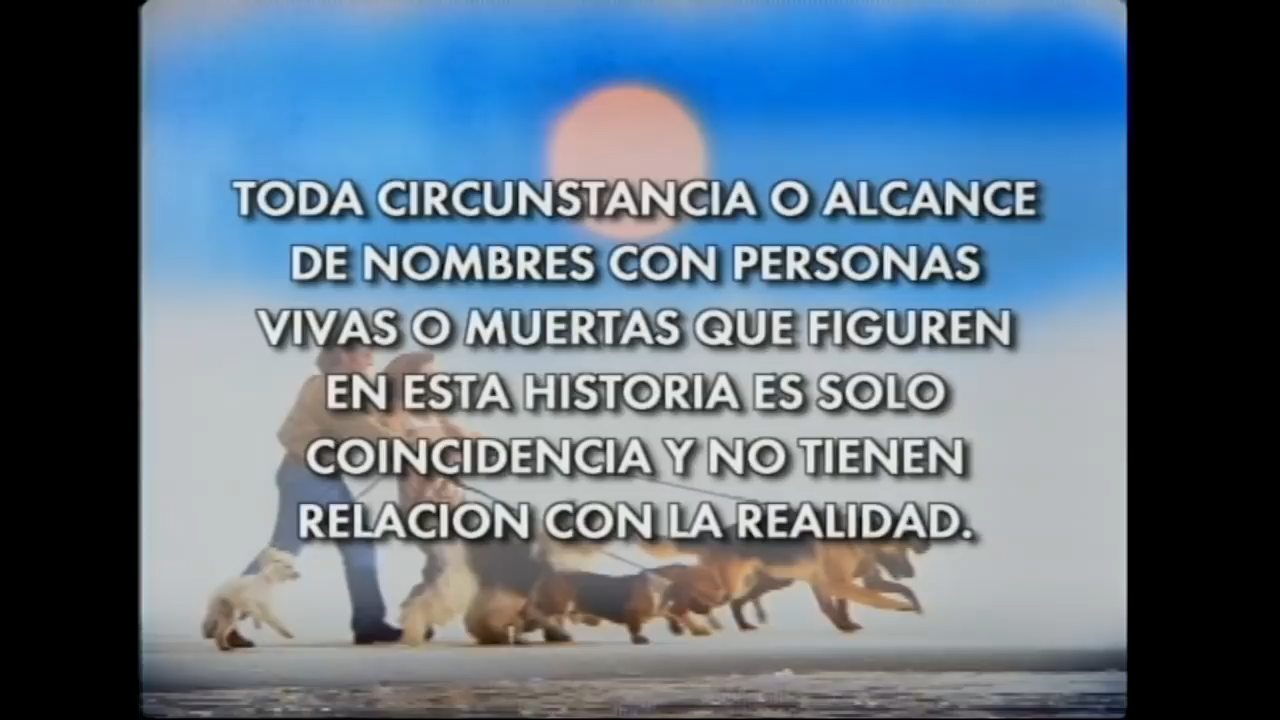 TODA CIRCUNSTANCIA O ALCANCE
DE NOMBRES CON PERSONAS
VIVAS O MUERTAS QUE FIGUREN
EN ESTA HISTORIA ES SOLO
COINCIDENCIA Y NO TIENEN
RELACION CON LA REALIDAD.